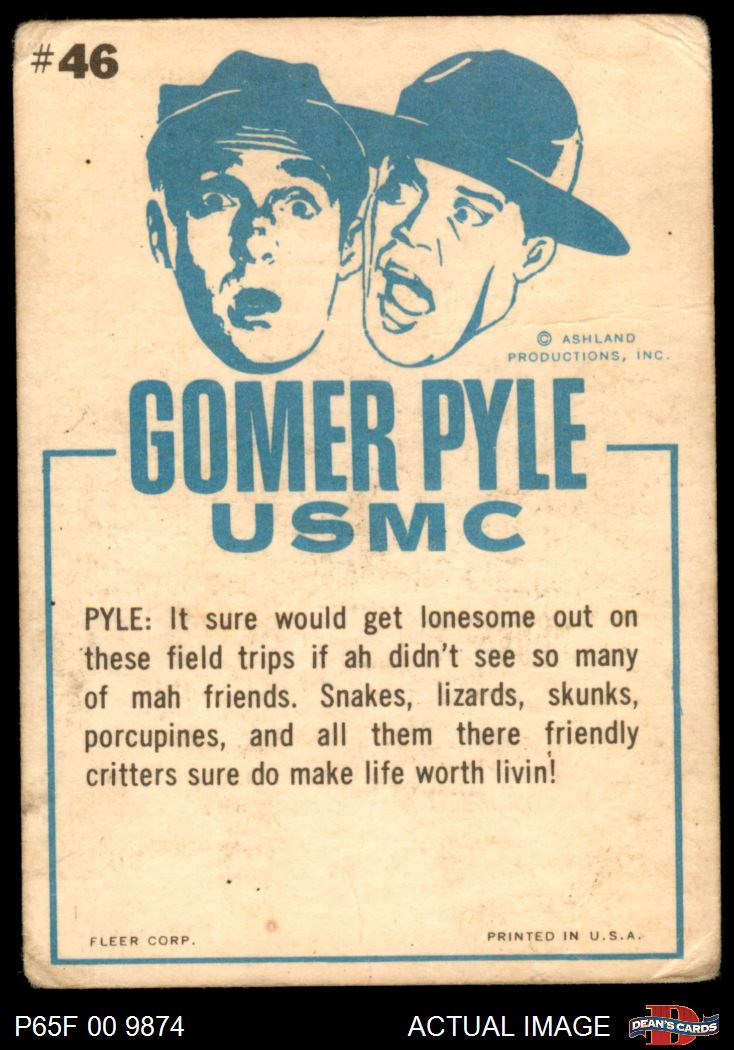 #46
© ASHLAND
PRODUCTIONS, INC.
GOMER PYLE
USMC
PYLE: It sure would get lonesome out on
these field trips if ah didn't see so many
of mah friends. Snakes, lizards, skunks,
porcupines, and all them there friendly
critters sure do make life worth livin'!
FLEER CORP.
PRINTED IN U.S.A.
P65F 00 9874
ACTUAL IMAGE
D
DEAN'S CARDS